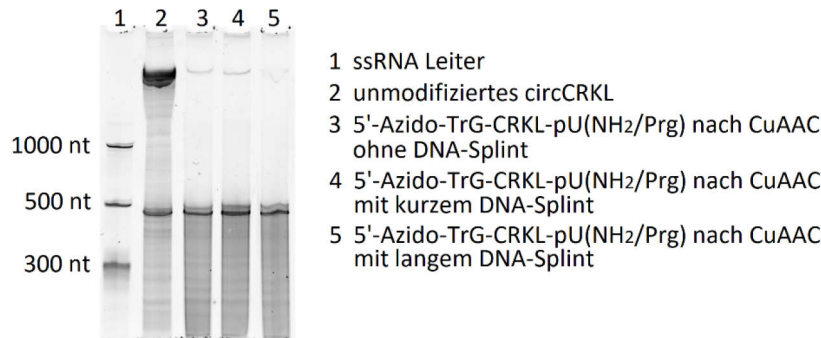 1 2 3 4 5
1000 nt
500 nt
300 nt
1 ssRNA Leiter
2 unmodifiziertes circCRKL
3 5'-Azido-TrG-CRKL-pU(NH2/Prg) nach CuAAC
ohne DNA-Splint
4 5'-Azido-TrG-CRKL-pU(NH2/Prg) nach CuAAC
mit kurzem DNA-Splint
5 5'-Azido-TrG-CRKL-pU(NH2/Prg) nach CuAAC
mit langem DNA-Splint